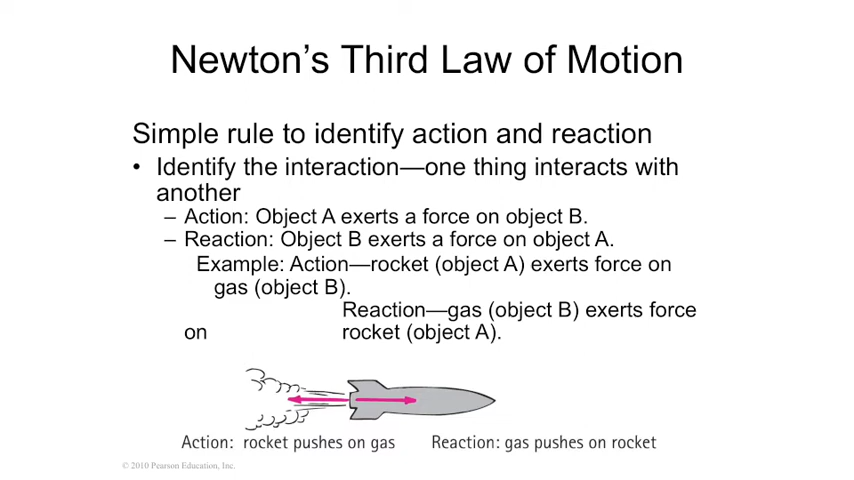 Newton's Third Law of Motion
Simple rule to identify action and reaction
• Identify the interaction—one thing interacts with
another
– Action: Object A exerts a force on object B.
– Reaction: Object B exerts a force on object A.
Example: Action—rocket (object A) exerts force on
gas (object B).
Reaction—gas (object B) exerts force
on rocket (object A).
Action: rocket pushes on gas Reaction: gas pushes on rocket
© 2010 Pearson Education, Inc.